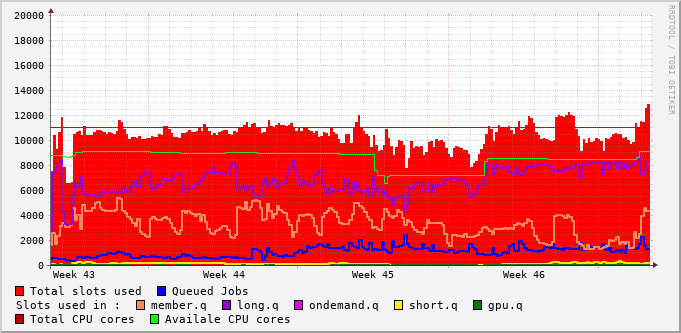 20000
18000
16000
14000
12000
10000
8000
6000
4000
2000
0
Week 43 Week 44 Week 45 Week 46
Total slots used Queued Jobs
Slots used in : member.q long.q ondemand.q short.q gpu.q
Total CPU cores Availale CPU cores
RRDTOOL / TOBI OETIKER